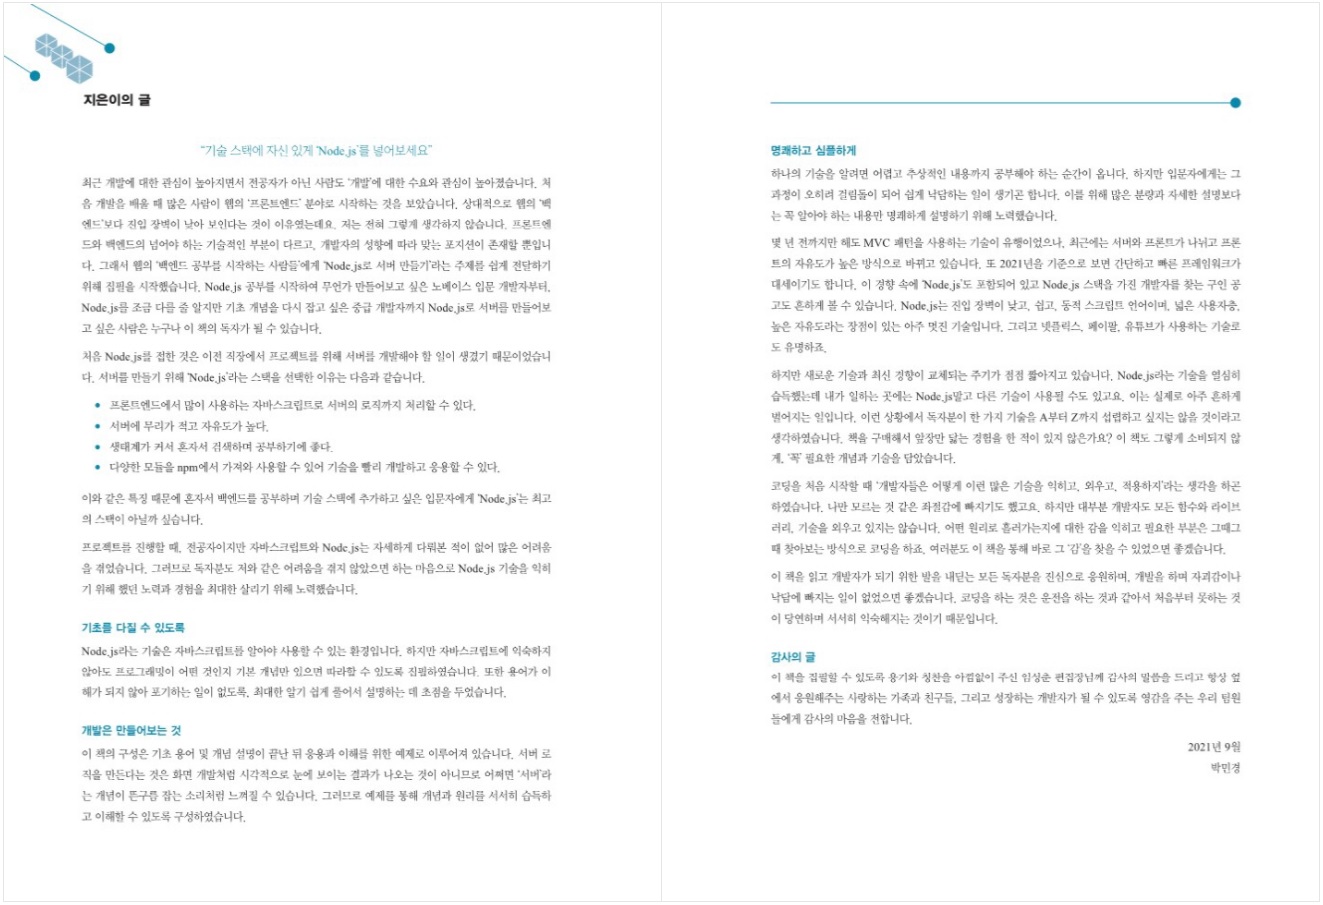 지은이의 글
“기술 스택에 자신 있게 ‘Node.js’를 넣어보세요”
최근 개발에 대한 관심이 높아지면서 전공자가 아닌 사람도 ‘개발’에 대한 수요와 관심이 높아졌습니다. 처
음 개발을 배울 때 많은 사람이 웹의 ‘프론트엔드’ 분야로 시작하는 것을 보았습니다. 상대적으로 웹의 ‘백
엔드’보다 진입 장벽이 낮아 보인다는 것이 이유였는데요. 저는 전혀 그렇게 생각하지 않습니다. 프론트엔
드와 백엔드의 넘어야 하는 기술적인 부분이 다르고, 개발자의 성향에 따라 맞는 포지션이 존재할 뿐입니
다. 그래서 웹의 ‘백엔드 공부를 시작하는 사람들’에게 ‘Node.js로 서버 만들기’라는 주제를 쉽게 전달하기
위해 집필을 시작했습니다. Node.js 공부를 시작하여 무언가 만들어보고 싶은 노베이스 입문 개발자부터,
Node.js를 조금 다룰 줄 알지만 기초 개념을 다시 잡고 싶은 중급 개발자까지 Node.js로 서버를 만들어보
고 싶은 사람은 누구나 이 책의 독자가 될 수 있습니다.
처음 Node.js를 접한 것은 이전 직장에서 프로젝트를 위해 서버를 개발해야 할 일이 생겼기 때문이었습니
다. 서버를 만들기 위해 ‘Node.js’라는 스택을 선택한 이유는 다음과 같습니다.
• 프론트엔드에서 많이 사용하는 자바스크립트로 서버의 로직까지 처리할 수 있다.
• 서버에 무리가 적고 자유도가 높다.
• 생태계가 커서 혼자서 검색하며 공부하기에 좋다.
• 다양한 모듈을 npm에서 가져와 사용할 수 있어 기술을 빨리 개발하고 응용할 수 있다.
이와 같은 특징 때문에 혼자서 백엔드를 공부하며 기술 스택에 추가하고 싶은 입문자에게 ‘Node.js’는 최고
의 스택이 아닐까 싶습니다.
프로젝트를 진행할 때, 전공자이지만 자바스크립트와 Node.js는 자세하게 다뤄본 적이 없어 많은 어려움
을 겪었습니다. 그러므로 독자분도 저와 같은 어려움을 겪지 않았으면 하는 마음으로 Node.js 기술을 익히
기 위해 했던 노력과 경험을 최대한 살리기 위해 노력했습니다.
기초를 다질 수 있도록
Node.js라는 기술은 자바스크립트를 알아야 사용할 수 있는 환경입니다. 하지만 자바스크립트에 익숙하지
않아도 프로그래밍이 어떤 것인지 기본 개념만 있으면 따라할 수 있도록 집필하였습니다. 또한 용어가 이
해가 되지 않아 포기하는 일이 없도록, 최대한 알기 쉽게 풀어서 설명하는 데 초점을 두었습니다.
개발은 만들어보는 것
이 책의 구성은 기초 용어 및 개념 설명이 끝난 뒤 응용과 이해를 위한 예제로 이루어져 있습니다. 서버 로
직을 만든다는 것은 화면 개발처럼 시각적으로 눈에 보이는 결과가 나오는 것이 아니므로 어쩌면 ‘서버’라
는 개념이 뜬구름 잡는 소리처럼 느껴질 수 있습니다. 그러므로 예제를 통해 개념과 원리를 서서히 습득하
고 이해할 수 있도록 구성하였습니다.
명쾌하고 심플하게
하나의 기술을 알려면 어렵고 추상적인 내용까지 공부해야 하는 순간이 옵니다. 하지만 입문자에게는 그
과정이 오히려 걸림돌이 되어 쉽게 낙담하는 일이 생기곤 합니다. 이를 위해 많은 분량과 자세한 설명보다
는 꼭 알아야 하는 내용만 명쾌하게 설명하기 위해 노력했습니다.
몇 년 전까지만 해도 MVC 패턴을 사용하는 기술이 유행이었으나, 최근에는 서버와 프론트가 나뉘고 프론
트의 자유도가 높은 방식으로 바뀌고 있습니다. 또 2021년을 기준으로 보면 간단하고 빠른 프레임워크가
대세이기도 합니다. 이 경향 속에 ‘Node.js’도 포함되어 있고 Node.js 스택을 가진 개발자를 찾는 구인 공
고도 흔하게 볼 수 있습니다. Node.js는 진입 장벽이 낮고, 쉽고, 동적 스크립트 언어이며, 넓은 사용자층,
높은 자유도라는 장점이 있는 아주 멋진 기술입니다. 그리고 넷플릭스, 페이팔, 유튜브가 사용하는 기술로
도 유명하죠.
하지만 새로운 기술과 최신 경향이 교체되는 주기가 점점 짧아지고 있습니다. Node.js라는 기술을 열심히
습득했는데 내가 일하는 곳에는 Node.js말고 다른 기술이 사용될 수도 있고요. 이는 실제로 아주 흔하게
벌어지는 일입니다. 이런 상황에서 독자분이 한 가지 기술을 A부터 Z까지 섭렵하고 싶지는 않을 것이라고
생각하였습니다. 책을 구매해서 앞장만 닳는 경험을 한 적이 있지 않은가요? 이 책도 그렇게 소비되지 않
게, ‘꼭’ 필요한 개념과 기술을 담았습니다.
코딩을 처음 시작할 때 ‘개발자들은 어떻게 이런 많은 기술을 익히고, 외우고, 적용하지’라는 생각을 하곤
하였습니다. 나만 모르는 것 같은 좌절감에 빠지기도 했고요. 하지만 대부분 개발자도 모든 함수와 라이브
러리, 기술을 외우고 있지는 않습니다. 어떤 원리로 흘러가는지에 대한 감을 익히고 필요한 부분은 그때그
때 찾아보는 방식으로 코딩을 하죠. 여러분도 이 책을 통해 바로 그 ‘감’을 찾을 수 있었으면 좋겠습니다.
이 책을 읽고 개발자가 되기 위한 발을 내딛는 모든 독자분을 진심으로 응원하며, 개발을 하며 자괴감이나
낙담에 빠지는 일이 없었으면 좋겠습니다. 코딩을 하는 것은 운전을 하는 것과 같아서 처음부터 못하는 것
이 당연하며 서서히 익숙해지는 것이기 때문입니다.
감사의 글
이 책을 집필할 수 있도록 용기와 칭찬을 아낌없이 주신 임성춘 편집장님께 감사의 말씀을 드리고 항상 옆
에서 응원해주는 사랑하는 가족과 친구들, 그리고 성장하는 개발자가 될 수 있도록 영감을 주는 우리 팀원
들에게 감사의 마음을 전합니다.
2021년 9월
박민경